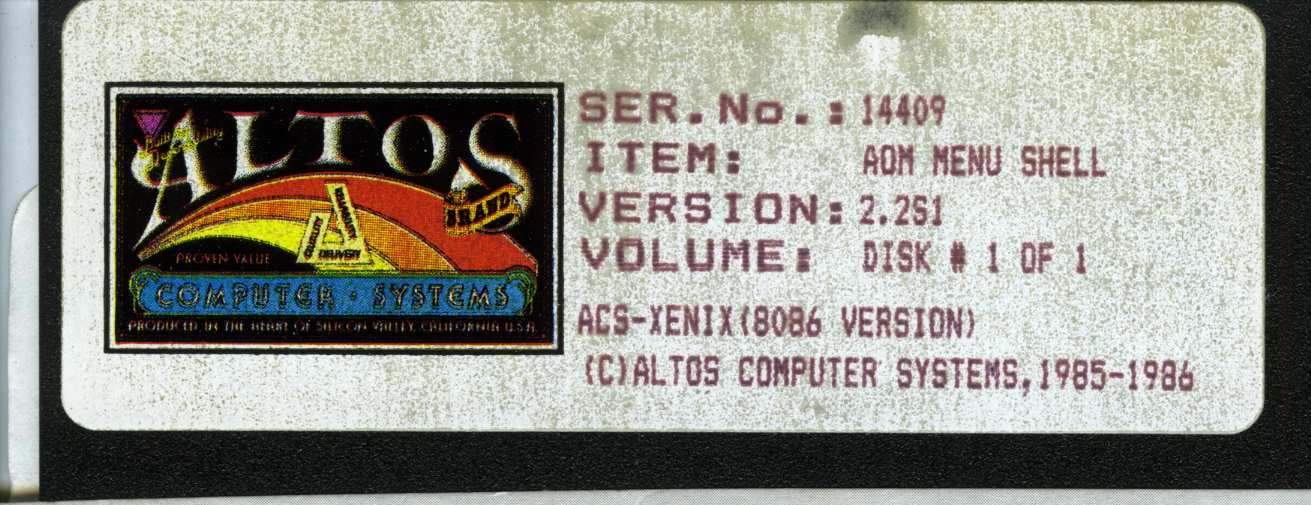 ALTOS
BRAND
QUALITY
GUARANTEED
DELIVERY
PROVEN VALUE
COMPUTER · SYSTEMS
PRODUCED IN THE HEART OF SILICON VALLEY, CALIFORNIA U.S.A.
SER.No.: 14409
ITEM: AOM MENU SHELL
VERSION: 2.2S1
VOLUME: DISK # 1 OF 1
ACS-XENIX(8086 VERSION)
(C)ALTOS COMPUTER SYSTEMS,1985-1986